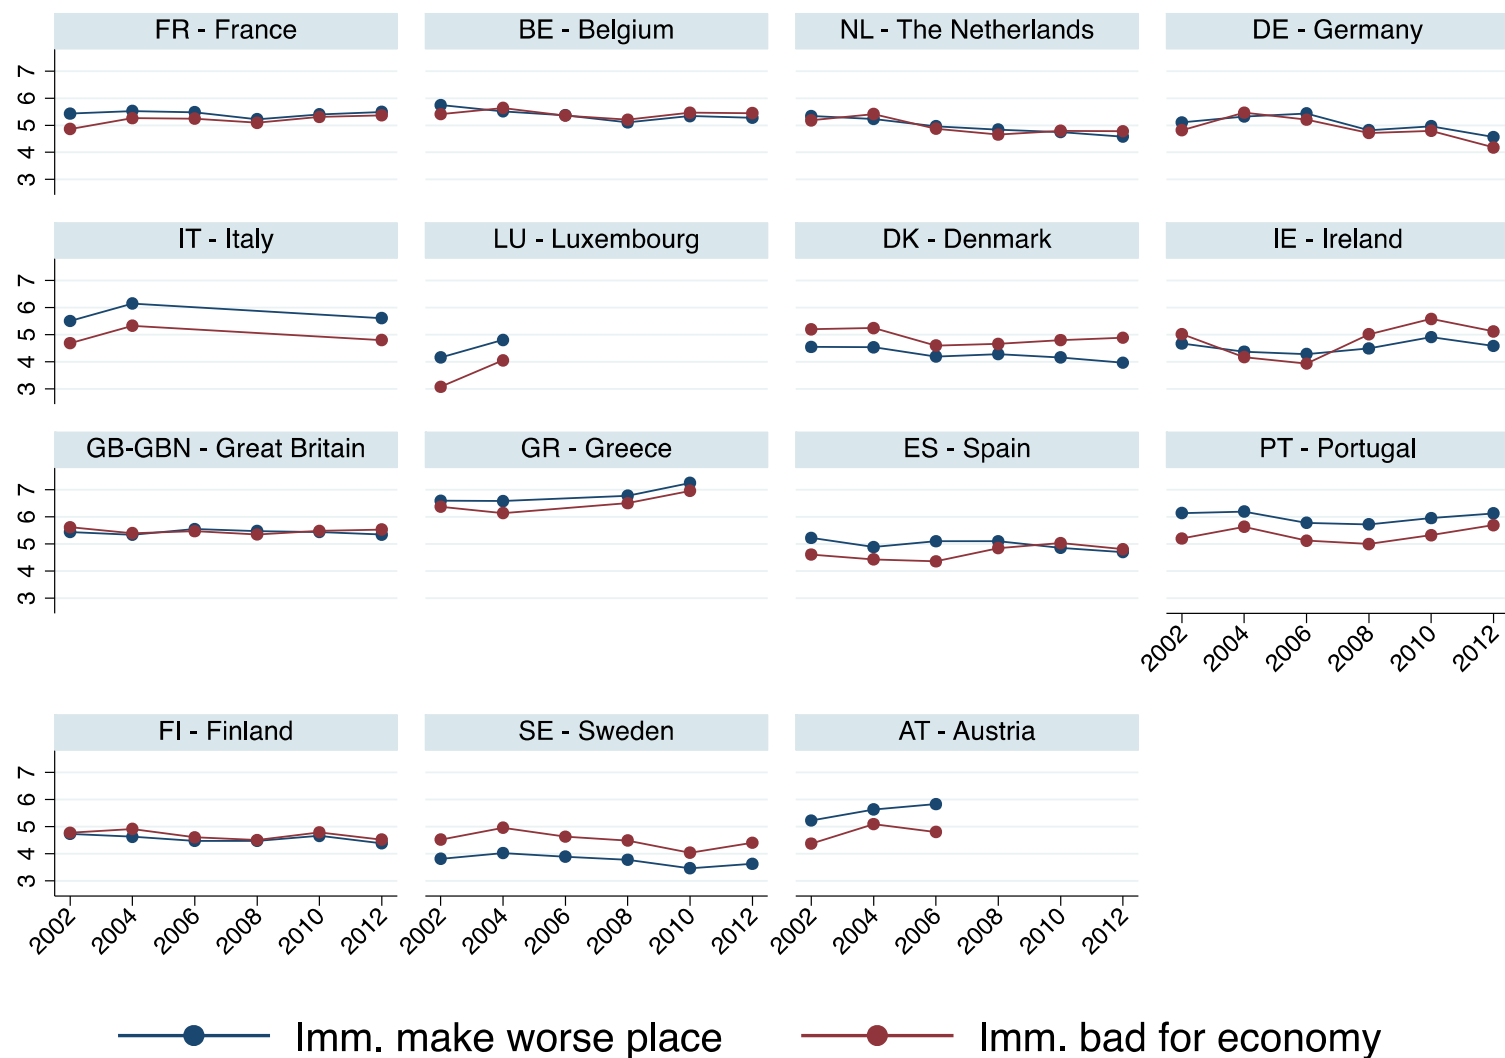 FR - France
BE - Belgium
NL - The Netherlands
DE - Germany
7
6
5
4
3
IT - Italy
LU - Luxembourg
DK - Denmark
IE - Ireland
7
6
5
4
3
GB-GBN - Great Britain
GR - Greece
ES - Spain
PT - Portugal
7
6
5
4
3
2002
2004
2006
2008
2010
2012
FI - Finland
SE - Sweden
AT - Austria
7
6
5
4
3
2002
2004
2006
2008
2010
2012
2002
2004
2006
2008
2010
2012
2002
2004
2006
2008
2010
2012
Imm. make worse place
Imm. bad for economy